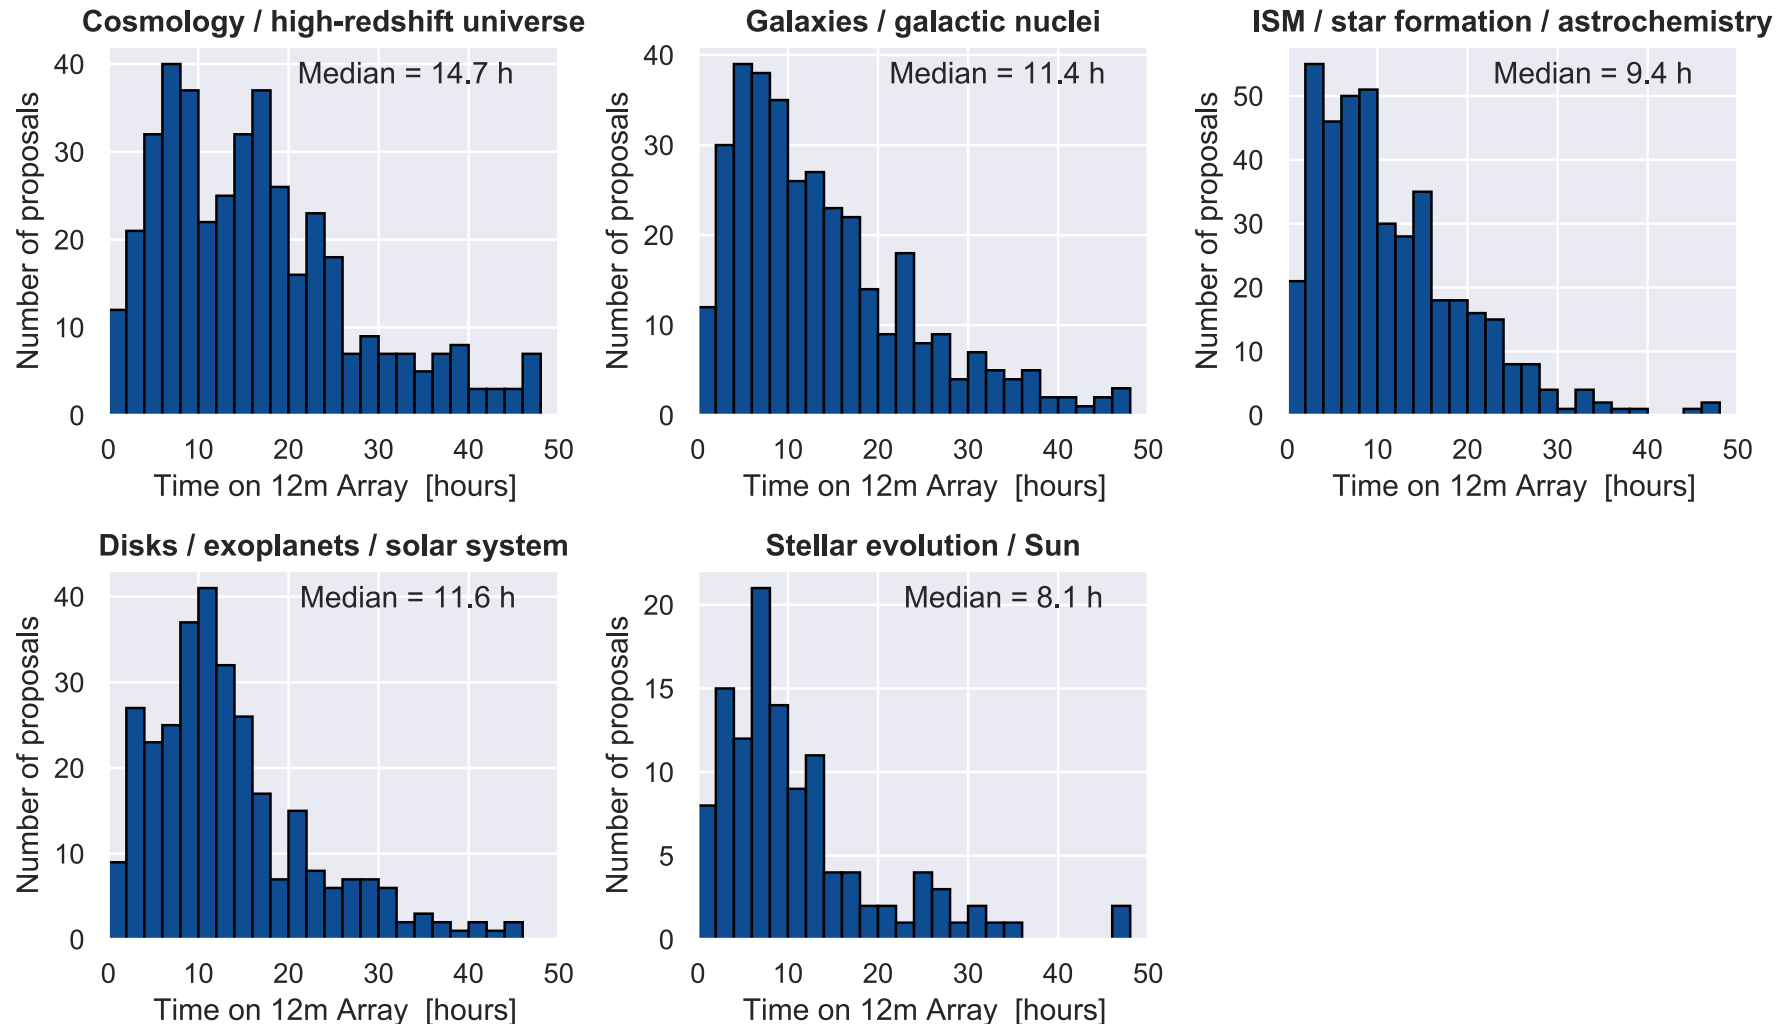 Cosmology / high-redshift universe
Median = 14.7 h
Number of proposals
40
30
20
10
0
0 10 20 30 40 50
Time on 12m Array [hours]
Galaxies / galactic nuclei
Median = 11.4 h
Number of proposals
40
30
20
10
0
0 10 20 30 40 50
Time on 12m Array [hours]
ISM / star formation / astrochemistry
Median = 9.4 h
Number of proposals
50
40
30
20
10
0
0 10 20 30 40 50
Time on 12m Array [hours]
Disks / exoplanets / solar system
Median = 11.6 h
Number of proposals
40
30
20
10
0
0 10 20 30 40 50
Time on 12m Array [hours]
Stellar evolution / Sun
Median = 8.1 h
Number of proposals
20
15
10
5
0
0 10 20 30 40 50
Time on 12m Array [hours]